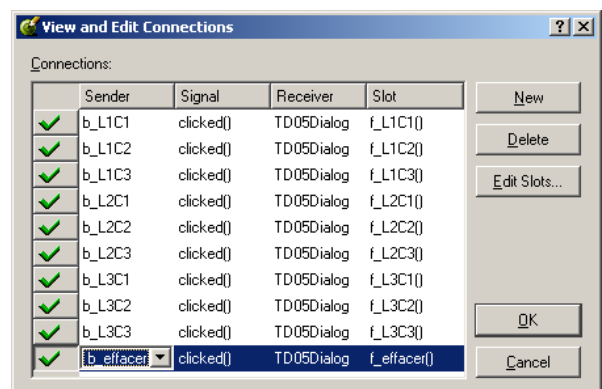 View and Edit Connections
Connections:
Sender Signal Receiver Slot
b_L1C1 clicked() TD05Dialog f_L1C1()
b_L1C2 clicked() TD05Dialog f_L1C2()
b_L1C3 clicked() TD05Dialog f_L1C3()
b_L2C1 clicked() TD05Dialog f_L2C1()
b_L2C2 clicked() TD05Dialog f_L2C2()
b_L2C3 clicked() TD05Dialog f_L2C3()
b_L3C1 clicked() TD05Dialog f_L3C1()
b_L3C2 clicked() TD05Dialog f_L3C2()
b_L3C3 clicked() TD05Dialog f_L3C3()
b_effacer clicked() TD05Dialog f_effacer()
New
Delete
Edit Slots...
OK
Cancel